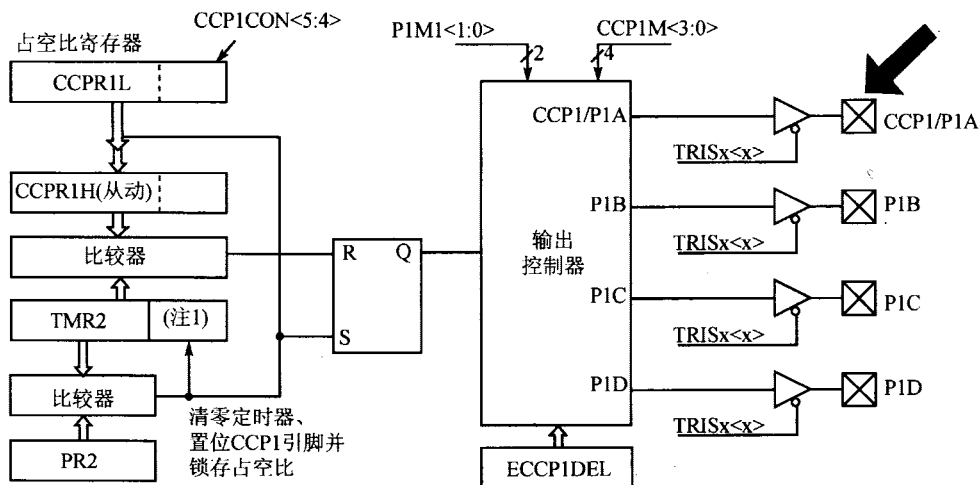 CCP1CON<5:4>
占空比寄存器
CCPR1L
CCPR1H(从动)
比较器
TMR2
(注1)
比较器
PR2
清零定时器、
置位CCP1引脚并
锁存占空比
R
Q
S
P1M1<1:0>
2
CCP1M<3:0>
4
CCP1/P1A
P1B
输出
控制器
P1C
P1D
ECCP1DEL
TRISx<x>
CCP1/P1A
TRISx<x>
P1B
TRISx<x>
P1C
TRISx<x>
P1D